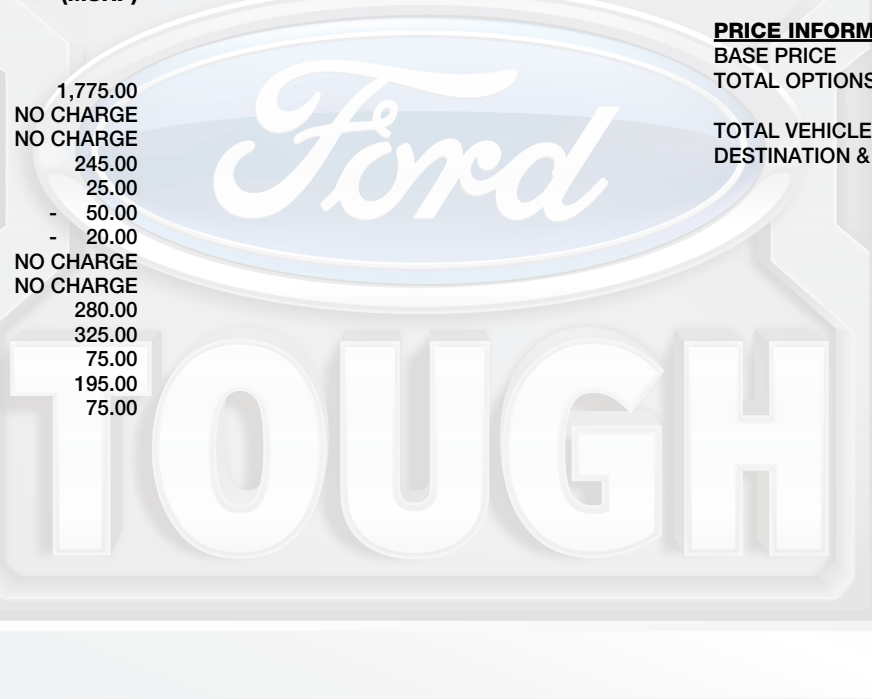 1,775.00
NO CHARGE
NO CHARGE
245.00
25.00
- 50.00
- 20.00
NO CHARGE
NO CHARGE
280.00
325.00
75.00
195.00
75.00
PRICE INFORM
BASE PRICE
TOTAL OPTIONS
TOTAL VEHICLE
DESTINATION &
Ford
TOUGH